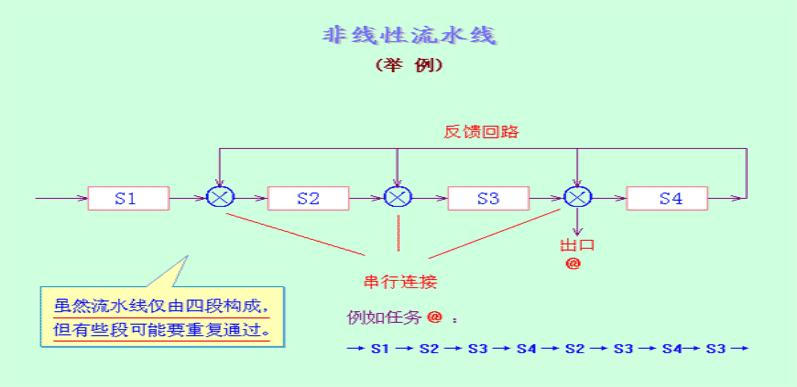 非线性流水线
(举 例)
反馈回路
S1
S2
S3
S4
出口
@
串行连接
虽然流水线仅由四段构成，
但有些段可能要重复通过。
例如任务 @ ：
→ S1 → S2 → S3 → S4 → S2 → S3 → S4 → S3 →